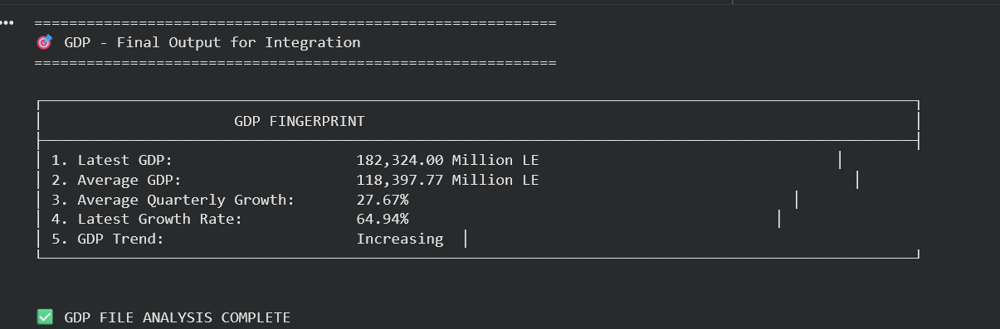 ============================================================
🎯 GDP - Final Output for Integration
============================================================
GDP FINGERPRINT
1. Latest GDP: 182,324.00 Million LE
2. Average GDP: 118,397.77 Million LE
3. Average Quarterly Growth: 27.67%
4. Latest Growth Rate: 64.94%
5. GDP Trend: Increasing
✅ GDP FILE ANALYSIS COMPLETE